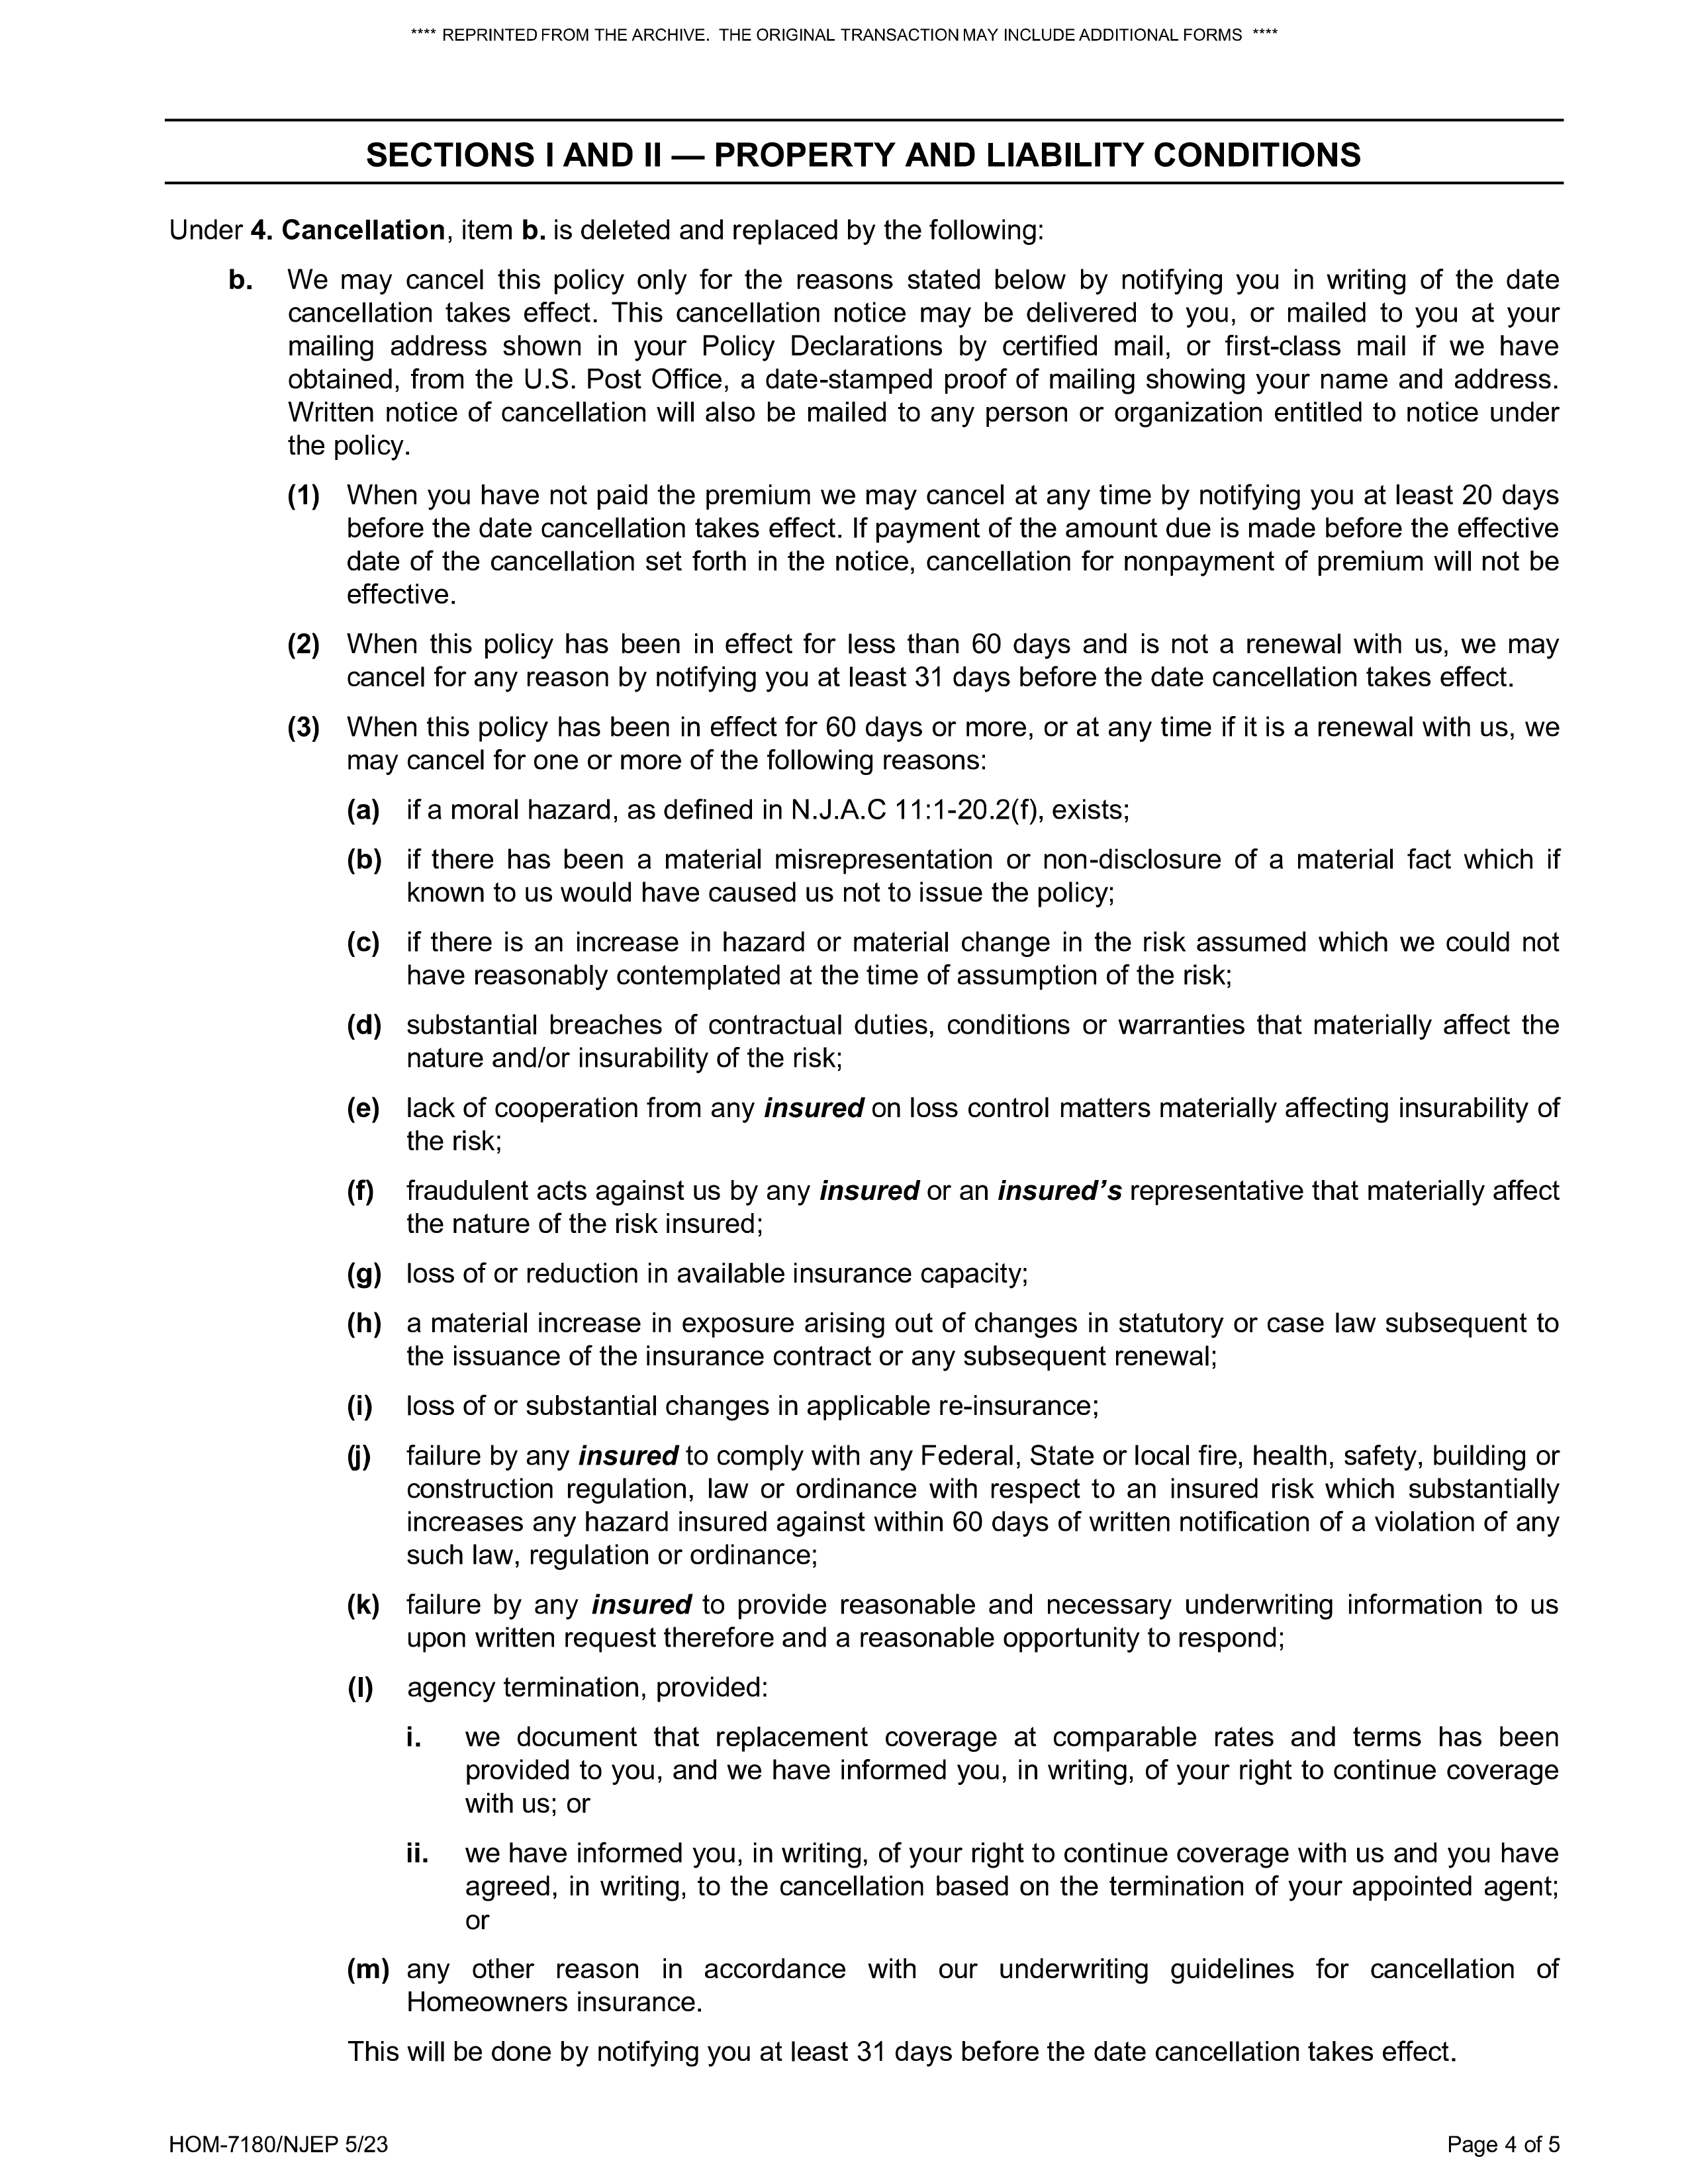 **** REPRINTED FROM THE ARCHIVE. THE ORIGINAL TRANSACTION MAY INCLUDE ADDITIONAL FORMS ****
SECTIONS I AND II — PROPERTY AND LIABILITY CONDITIONS
Under 4. Cancellation, item b. is deleted and replaced by the following:
b. We may cancel this policy only for the reasons stated below by notifying you in writing of the date
cancellation takes effect. This cancellation notice may be delivered to you, or mailed to you at your
mailing address shown in your Policy Declarations by certified mail, or first-class mail if we have
obtained, from the U.S. Post Office, a date-stamped proof of mailing showing your name and address.
Written notice of cancellation will also be mailed to any person or organization entitled to notice under
the policy.
(1) When you have not paid the premium we may cancel at any time by notifying you at least 20 days
before the date cancellation takes effect. If payment of the amount due is made before the effective
date of the cancellation set forth in the notice, cancellation for nonpayment of premium will not be
effective.
(2) When this policy has been in effect for less than 60 days and is not a renewal with us, we may
cancel for any reason by notifying you at least 31 days before the date cancellation takes effect.
(3) When this policy has been in effect for 60 days or more, or at any time if it is a renewal with us, we
may cancel for one or more of the following reasons:
(a) if a moral hazard, as defined in N.J.A.C 11:1-20.2(f), exists;
(b) if there has been a material misrepresentation or non-disclosure of a material fact which if
known to us would have caused us not to issue the policy;
(c) if there is an increase in hazard or material change in the risk assumed which we could not
have reasonably contemplated at the time of assumption of the risk;
(d) substantial breaches of contractual duties, conditions or warranties that materially affect the
nature and/or insurability of the risk;
(e) lack of cooperation from any insured on loss control matters materially affecting insurability of
the risk;
(f) fraudulent acts against us by any insured or an insured's representative that materially affect
the nature of the risk insured;
(g) loss of or reduction in available insurance capacity;
(h) a material increase in exposure arising out of changes in statutory or case law subsequent to
the issuance of the insurance contract or any subsequent renewal;
(i) loss of or substantial changes in applicable re-insurance;
(j) failure by any insured to comply with any Federal, State or local fire, health, safety, building or
construction regulation, law or ordinance with respect to an insured risk which substantially
increases any hazard insured against within 60 days of written notification of a violation of any
such law, regulation or ordinance;
(k) failure by any insured to provide reasonable and necessary underwriting information to us
upon written request therefore and a reasonable opportunity to respond;
(l) agency termination, provided:
i. we document that replacement coverage at comparable rates and terms has been
provided to you, and we have informed you, in writing, of your right to continue coverage
with us; or
ii. we have informed you, in writing, of your right to continue coverage with us and you have
agreed, in writing, to the cancellation based on the termination of your appointed agent;
or
(m) any other reason in accordance with our underwriting guidelines for cancellation of
Homeowners insurance.
This will be done by notifying you at least 31 days before the date cancellation takes effect.
HOM-7180/NJEP 5/23
Page 4 of 5